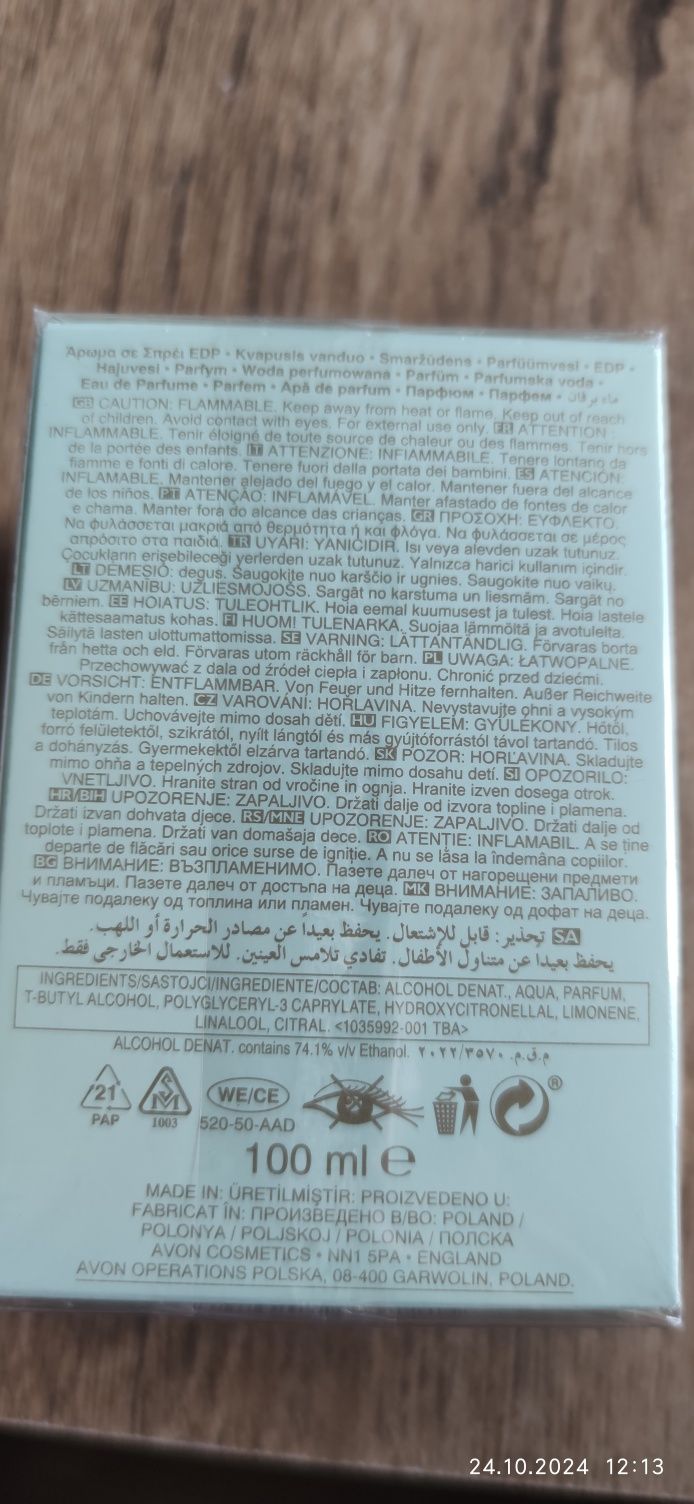 Άρωμα σε Σπρέι EDP • Kvapusis vanduo • Smaržūdens • Parfüümvesi • EDP •
Hajuvesi • Parfym • Woda perfumowana • Parfüm • Parfumska voda •
Eau de Parfume • Parfem • Apă de parfum • Парфюм • Парфем • ماء برفان
GB CAUTION: FLAMMABLE. Keep away from heat or flame. Keep out of reach
of children. Avoid contact with eyes. For external use only. FR ATTENTION :
INFLAMMABLE. Tenir éloigné de toute source de chaleur ou des flammes. Tenir hors
de la portée des enfants. IT ATTENZIONE: INFIAMMABILE. Tenere lontano da
fiamme e fonti di calore. Tenere fuori dalla portata dei bambini. ES ATENCIÓN:
INFLAMABLE. Mantener alejado del fuego y el calor. Mantener fuera del alcance
de los niños. PT ATENÇÃO: INFLAMÁVEL. Manter afastado de fontes de calor
e chama. Manter fora do alcance das crianças. GR ΠΡΟΣΟΧΗ: ΕΥΦΛΕΚΤΟ.
Να φυλάσσεται μακριά από θερμότητα ή και φλόγα. Να φυλάσσεται σε μέρος
απρόσιτο στα παιδιά. TR UYARI: YANICIDIR. Isı veya alevden uzak tutunuz.
Çocukların erişebileceği yerlerden uzak tutunuz. Yalnızca harici kullanım içindir.
LT DĖMESIO: degus. Saugokite nuo karščio ir ugnies. Saugokite nuo vaikų.
LV UZMANĪBU: UZLIESMOJOŠS. Sargāt no karstuma un liesmām. Sargāt no
bērniem. EE HOIATUS: TULEOHTLIK. Hoia eemal kuumusest ja tulest. Hoia lastele
kättesaamatus kohas. FI HUOM! TULENARKA. Suojaa lämmöltä ja avotulelta.
Säilytä lasten ulottumattomissa. SE VARNING: LÄTTANTÄNDLIG. Förvaras borta
från hetta och eld. Förvaras utom räckhåll för barn. PL UWAGA: ŁATWOPALNE.
Przechowywać z dala od źródeł ciepła i zapłonu. Chronić przed dziećmi.
DE VORSICHT: ENTFLAMMBAR. Von Feuer und Hitze fernhalten. Außer Reichweite
von Kindern halten. CZ VAROVÁNÍ: HOŘLAVINA. Nevystavujte ohni a vysokým
teplotám. Uchovávejte mimo dosah dětí. HU FIGYELEM: GYÚLÉKONY. Hőtől,
forró felületektől, szikrától, nyílt lángtól és más gyújtóforrástól távol tartandó. Tilos
a dohányzás. Gyermekektől elzárva tartandó. SK POZOR: HORĽAVINA. Skladujte
mimo ohňa a tepelných zdrojov. Skladujte mimo dosahu detí. SI OPOZORILO:
VNETLJIVO. Hranite stran od vročine in ognja. Hranite izven dosega otrok.
HR/BIH UPOZORENJE: ZAPALJIVO. Držati dalje od izvora topline i plamena.
Držati izvan dohvata djece. RS/MNE UPOZORENJE: ZAPALJIVO. Držati dalje od
toplote i plamena. Držati van domašaja dece. RO ATENȚIE: INFLAMABIL. A se ține
departe de flăcări sau orice surse de igniție. A nu se lăsa la îndemâna copiilor.
BG ВНИМАНИЕ: ВЪЗПЛАМЕНИМО. Пазете далеч от нагорещени предмети
и пламъци. Пазете далеч от достъпа на деца. MK ВНИМАНИЕ: ЗАПАЛИВО.
Чувајте подалеку од топлина или пламен. Чувајте подалеку од дофат на деца.
SA تحذير: قابل للإشتعال. يحفظ بعيداً عن مصادر الحرارة أو اللهب.
يحفظ بعيدا عن متناول الأطفال. تفادي تلامس العينين. للاستعمال الخارجي فقط.
INGREDIENTS/SASTOJCI/INGREDIENTE/СЪСТАВ: ALCOHOL DENAT., AQUA, PARFUM,
T-BUTYL ALCOHOL, POLYGLYCERYL-3 CAPRYLATE, HYDROXYCITRONELLAL, LIMONENE,
LINALOOL, CITRAL. <1035992-001 TBA>
ALCOHOL DENAT. contains 74.1% v/v Ethanol. م.ق.م. ٢٠٢٢/٣٥٧٠
21 PAP
SM 1003
WE/CE 520-50-AAD
®
100 ml ℮
MADE IN: ÜRETİLMİŞTİR: PROIZVEDENO U:
FABRICAT ÎN: ПРОИЗВЕДЕНО В/ВО: POLAND /
POLONYA / POLJSKOJ / POLONIA / ПОЛСКА
AVON COSMETICS • NN1 5PA • ENGLAND
AVON OPERATIONS POLSKA, 08-400 GARWOLIN, POLAND.
24.10.2024 12:13